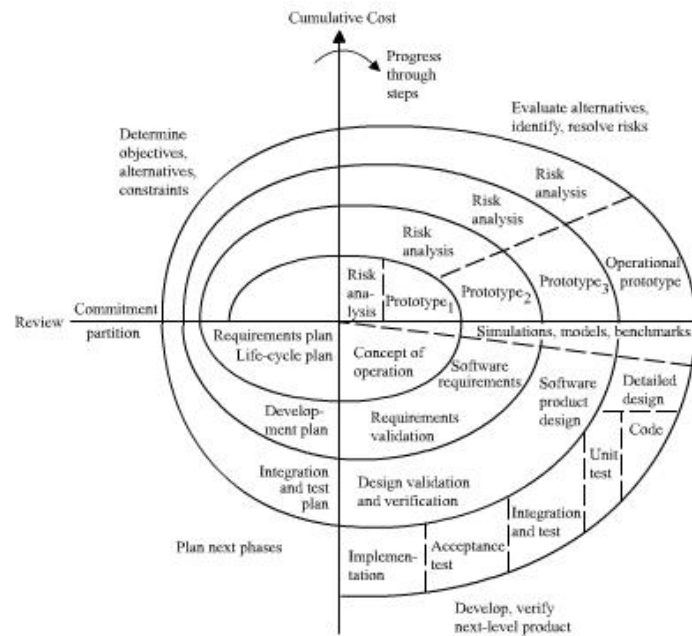 Cumulative Cost
Progress
through
steps
Evaluate alternatives,
identify, resolve risks
Determine
objectives,
alternatives,
constraints
Risk
analysis
Risk
analysis
Risk
analysis
Risk
ana-
lysis
Prototype1
Prototype2
Prototype3
Operational
prototype
Review
Commitment
partition
Simulations, models, benchmarks
Requirements plan
Life-cycle plan
Concept of
operation
Software
requirements
Software
product
design
Detailed
design
Code
Develop-
ment plan
Requirements
validation
Unit
test
Integration
and test
plan
Design validation
and verification
Integration
and test
Acceptance
test
Implemen-
tation
Plan next phases
Develop, verify
next-level product